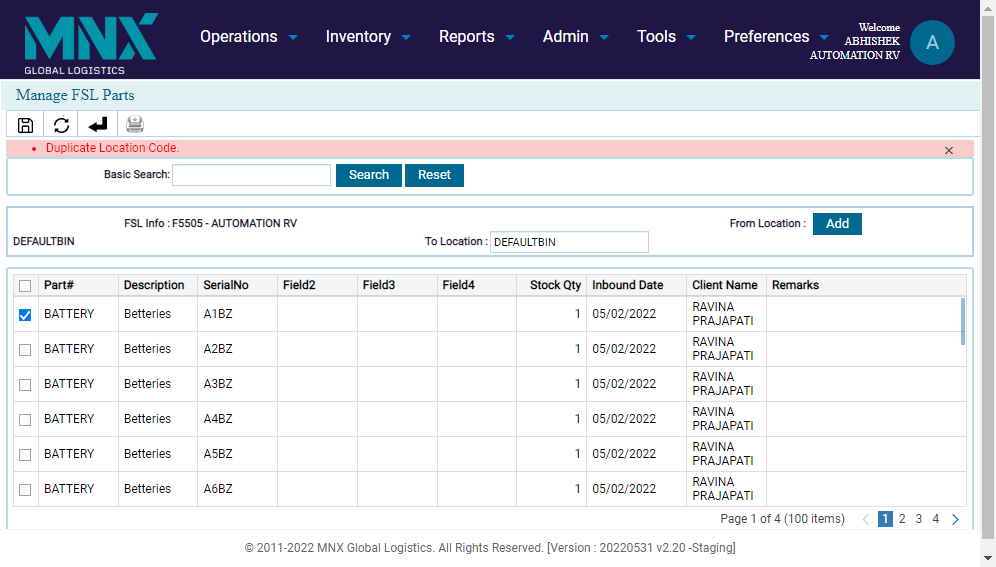 MNX
GLOBAL LOGISTICS
Operations Inventory Reports Admin Tools Preferences
Welcome
ABHISHEK
AUTOMATION RV
A
Manage FSL Parts
Duplicate Location Code.
Basic Search: Search Reset
FSL Info : F5505 - AUTOMATION RV From Location : Add
DEFAULTBIN To Location : DEFAULTBIN
Part# Description SerialNo Field2 Field3 Field4 Stock Qty Inbound Date Client Name Remarks
BATTERY Betteries A1BZ 1 05/02/2022 RAVINA
PRAJAPATI
BATTERY Betteries A2BZ 1 05/02/2022 RAVINA
PRAJAPATI
BATTERY Betteries A3BZ 1 05/02/2022 RAVINA
PRAJAPATI
BATTERY Betteries A4BZ 1 05/02/2022 RAVINA
PRAJAPATI
BATTERY Betteries A5BZ 1 05/02/2022 RAVINA
PRAJAPATI
BATTERY Betteries A6BZ 1 05/02/2022 RAVINA
PRAJAPATI
Page 1 of 4 (100 items) 1 2 3 4
© 2011-2022 MNX Global Logistics. All Rights Reserved. [Version : 20220531 v2.20 -Staging]